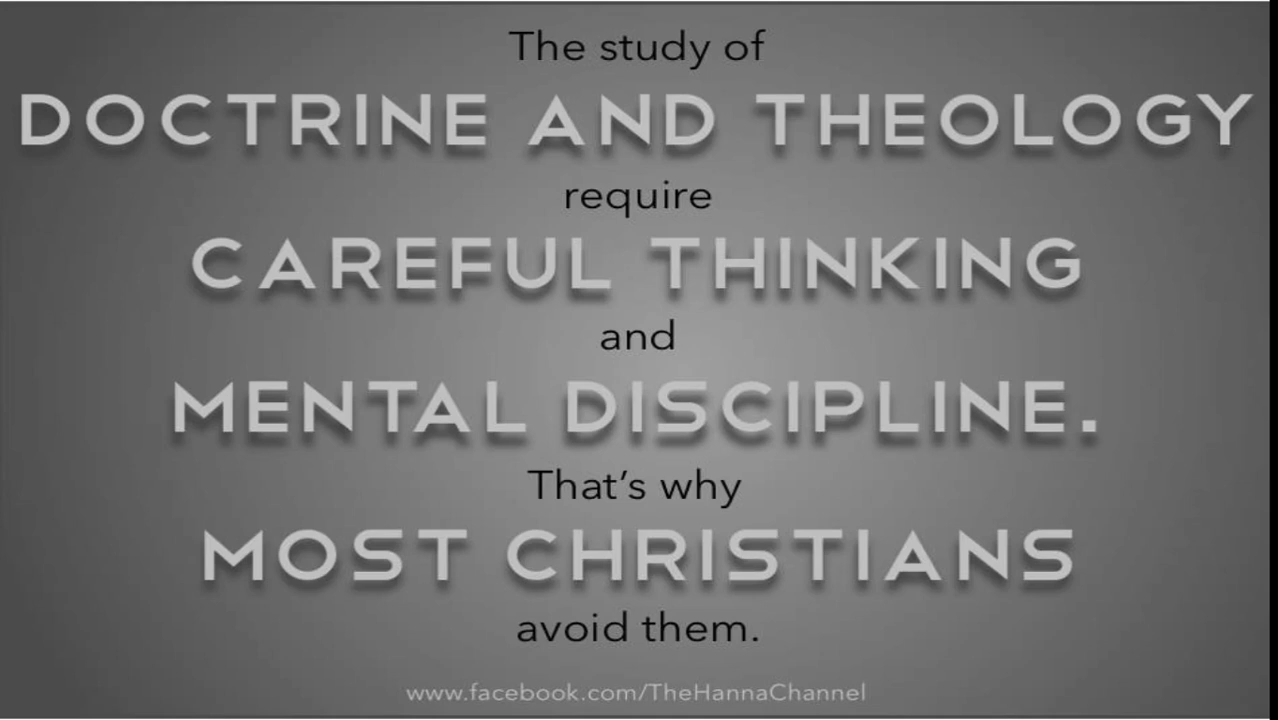 The study of
DOCTRINE AND THEOLOGY
require
CAREFUL THINKING
and
MENTAL DISCIPLINE.
That's why
MOST CHRISTIANS
avoid them.
www.facebook.com/TheHannaChannel